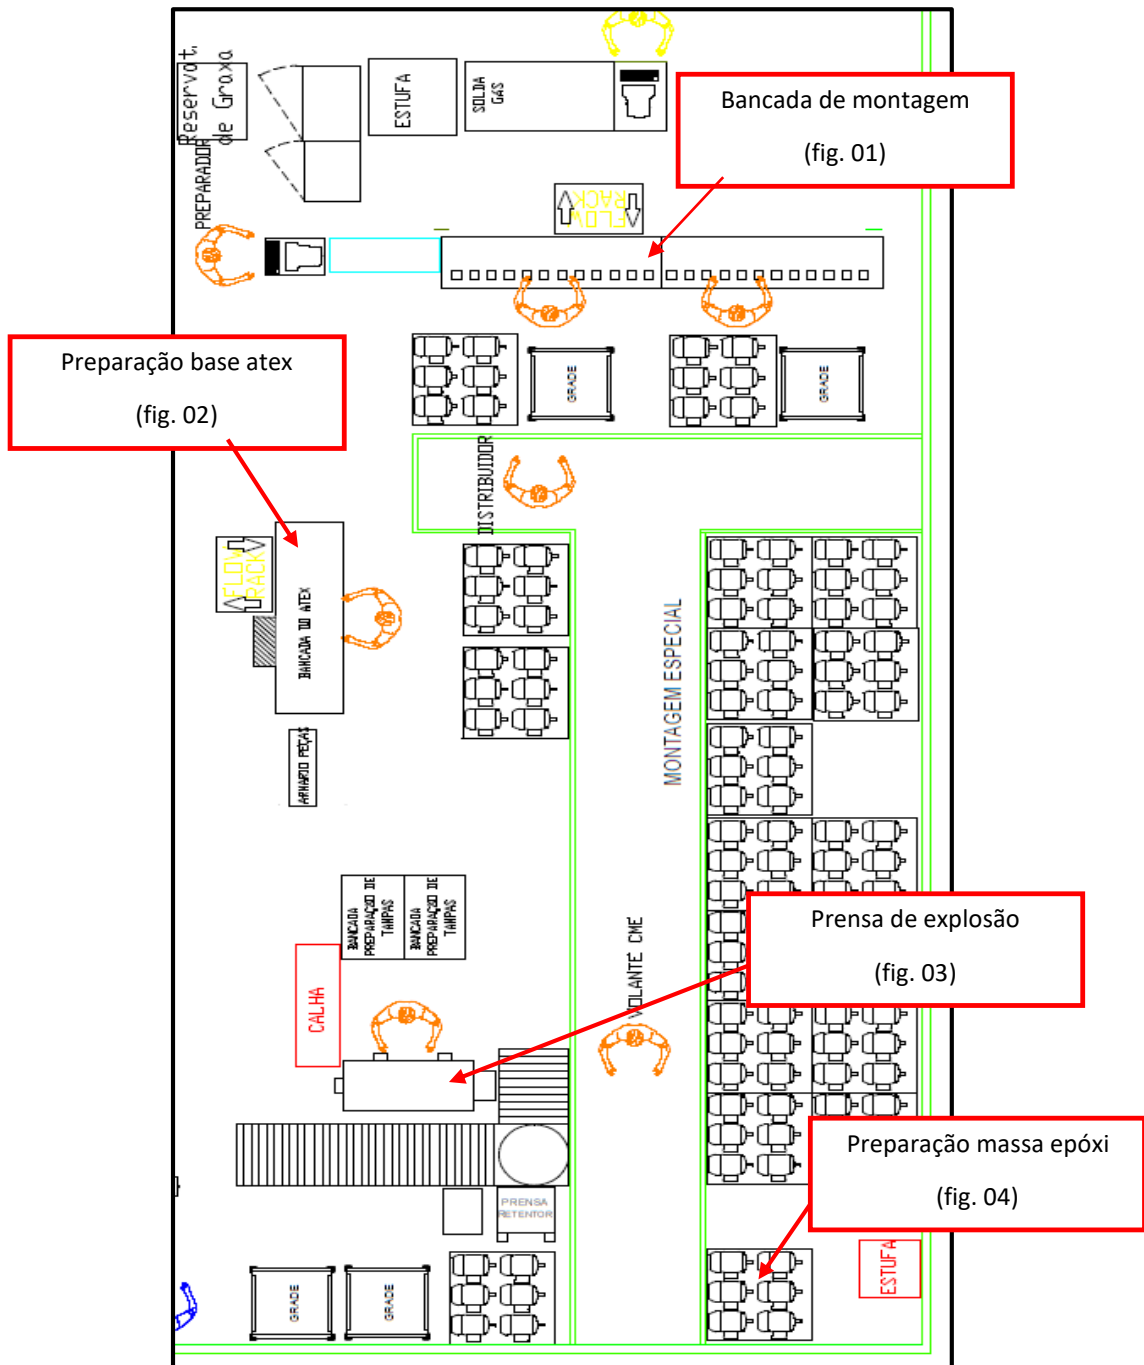 Reservat.
de Graxa
ESTUFA
SOLDA
GÁS
Bancada de montagem
(fig. 01)
PREPARADOR
FLOW
RACK
Preparação base atex
(fig. 02)
GRADE
GRADE
DISTRIBUIDOR
FLOW
RACK
BANCADA DO ATEX
MONTAGEM ESPECIAL
ARMARIO PEÇAS
BANCADA
PREPARAÇÃO DE
TAMPAS
BANCADA
PREPARAÇÃO DE
TAMPAS
Prensa de explosão
(fig. 03)
CALHA
VOLANTE CME
Preparação massa epóxi
(fig. 04)
PRENSA
RETENTOR
ESTUFA
GRADE
GRADE